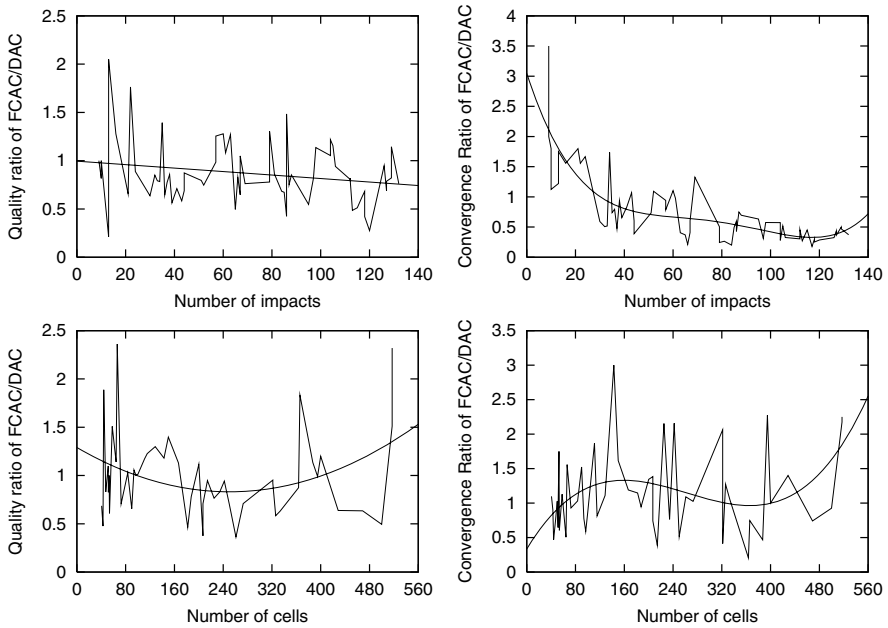 Quality ratio of FCAC/DAC
2.5
2
1.5
1
0.5
0
0 20 40 60 80 100 120 140
Number of impacts
Convergence Ratio of FCAC/DAC
4
3.5
3
2.5
2
1.5
1
0.5
0
0 20 40 60 80 100 120 140
Number of impacts
Quality ratio of FCAC/DAC
2.5
2
1.5
1
0.5
0
0 80 160 240 320 400 480 560
Number of cells
Convergence Ratio of FCAC/DAC
3.5
3
2.5
2
1.5
1
0.5
0
0 80 160 240 320 400 480 560
Number of cells